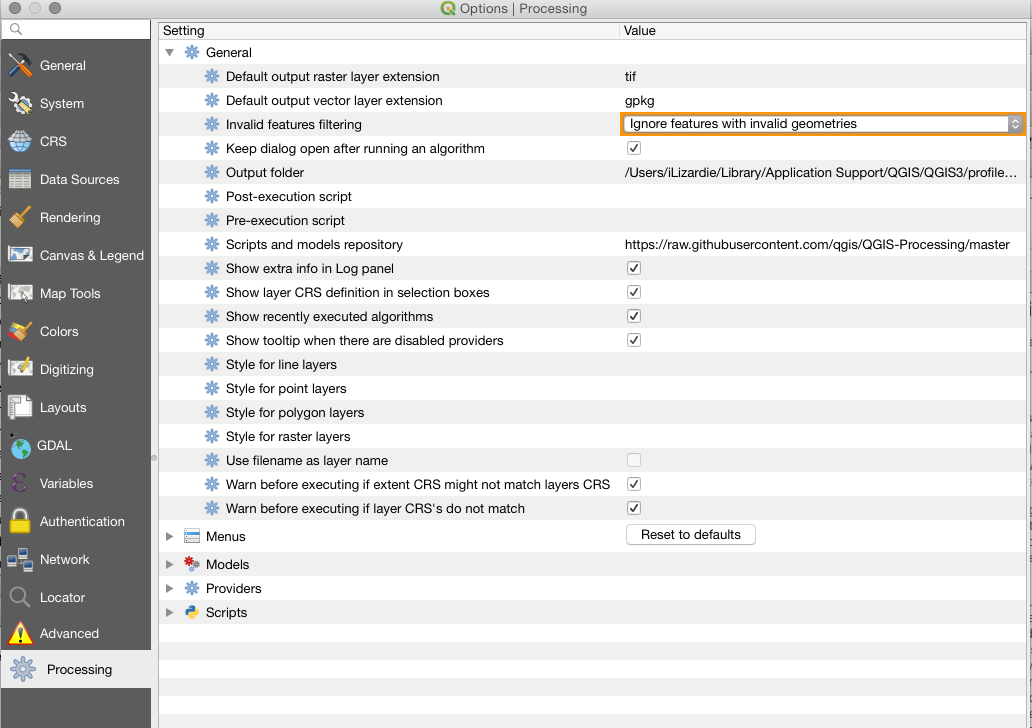 Options | Processing
Setting Value
General
General
Default output raster layer extension tif
System
Default output vector layer extension gpkg
Invalid features filtering Ignore features with invalid geometries
CRS
Keep dialog open after running an algorithm
Data Sources
Output folder /Users/iLizardie/Library/Application Support/QGIS/QGIS3/profile…
Post-execution script
Rendering
Pre-execution script
Canvas & Legend
Scripts and models repository https://raw.githubusercontent.com/qgis/QGIS-Processing/master
Show extra info in Log panel
Map Tools
Show layer CRS definition in selection boxes
Show recently executed algorithms
Colors
Show tooltip when there are disabled providers
Digitizing
Style for line layers
Style for point layers
Layouts
Style for polygon layers
Style for raster layers
GDAL
Use filename as layer name
Variables
Warn before executing if extent CRS might not match layers CRS
Warn before executing if layer CRS's do not match
Authentication
Menus Reset to defaults
Network
Models
Providers
Locator
Scripts
Advanced
Processing